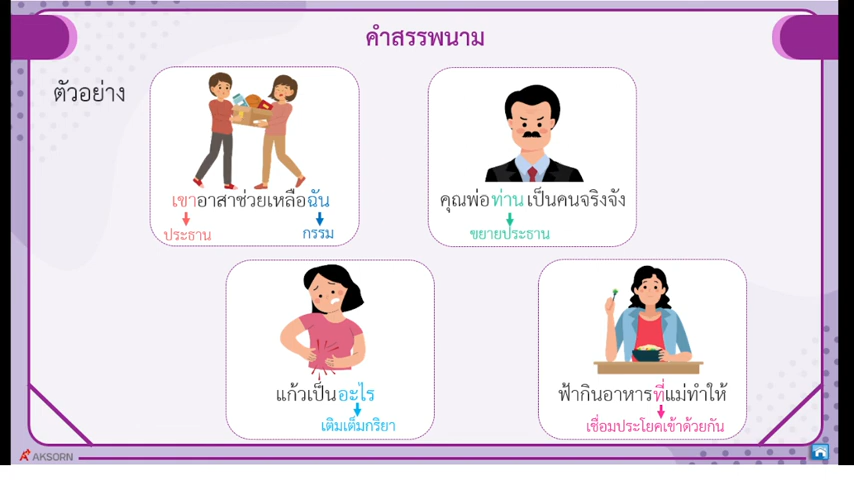 คำสรรพนาม
ตัวอย่าง
เขาอาสาช่วยเหลือฉัน
ประธาน กรรม
คุณพ่อท่านเป็นคนจริงจัง
ขยายประธาน
แก้วเป็นอะไร
เติมเต็มกริยา
ฟ้ากินอาหารที่แม่ทำให้
เชื่อมประโยคเข้าด้วยกัน
AKSORN